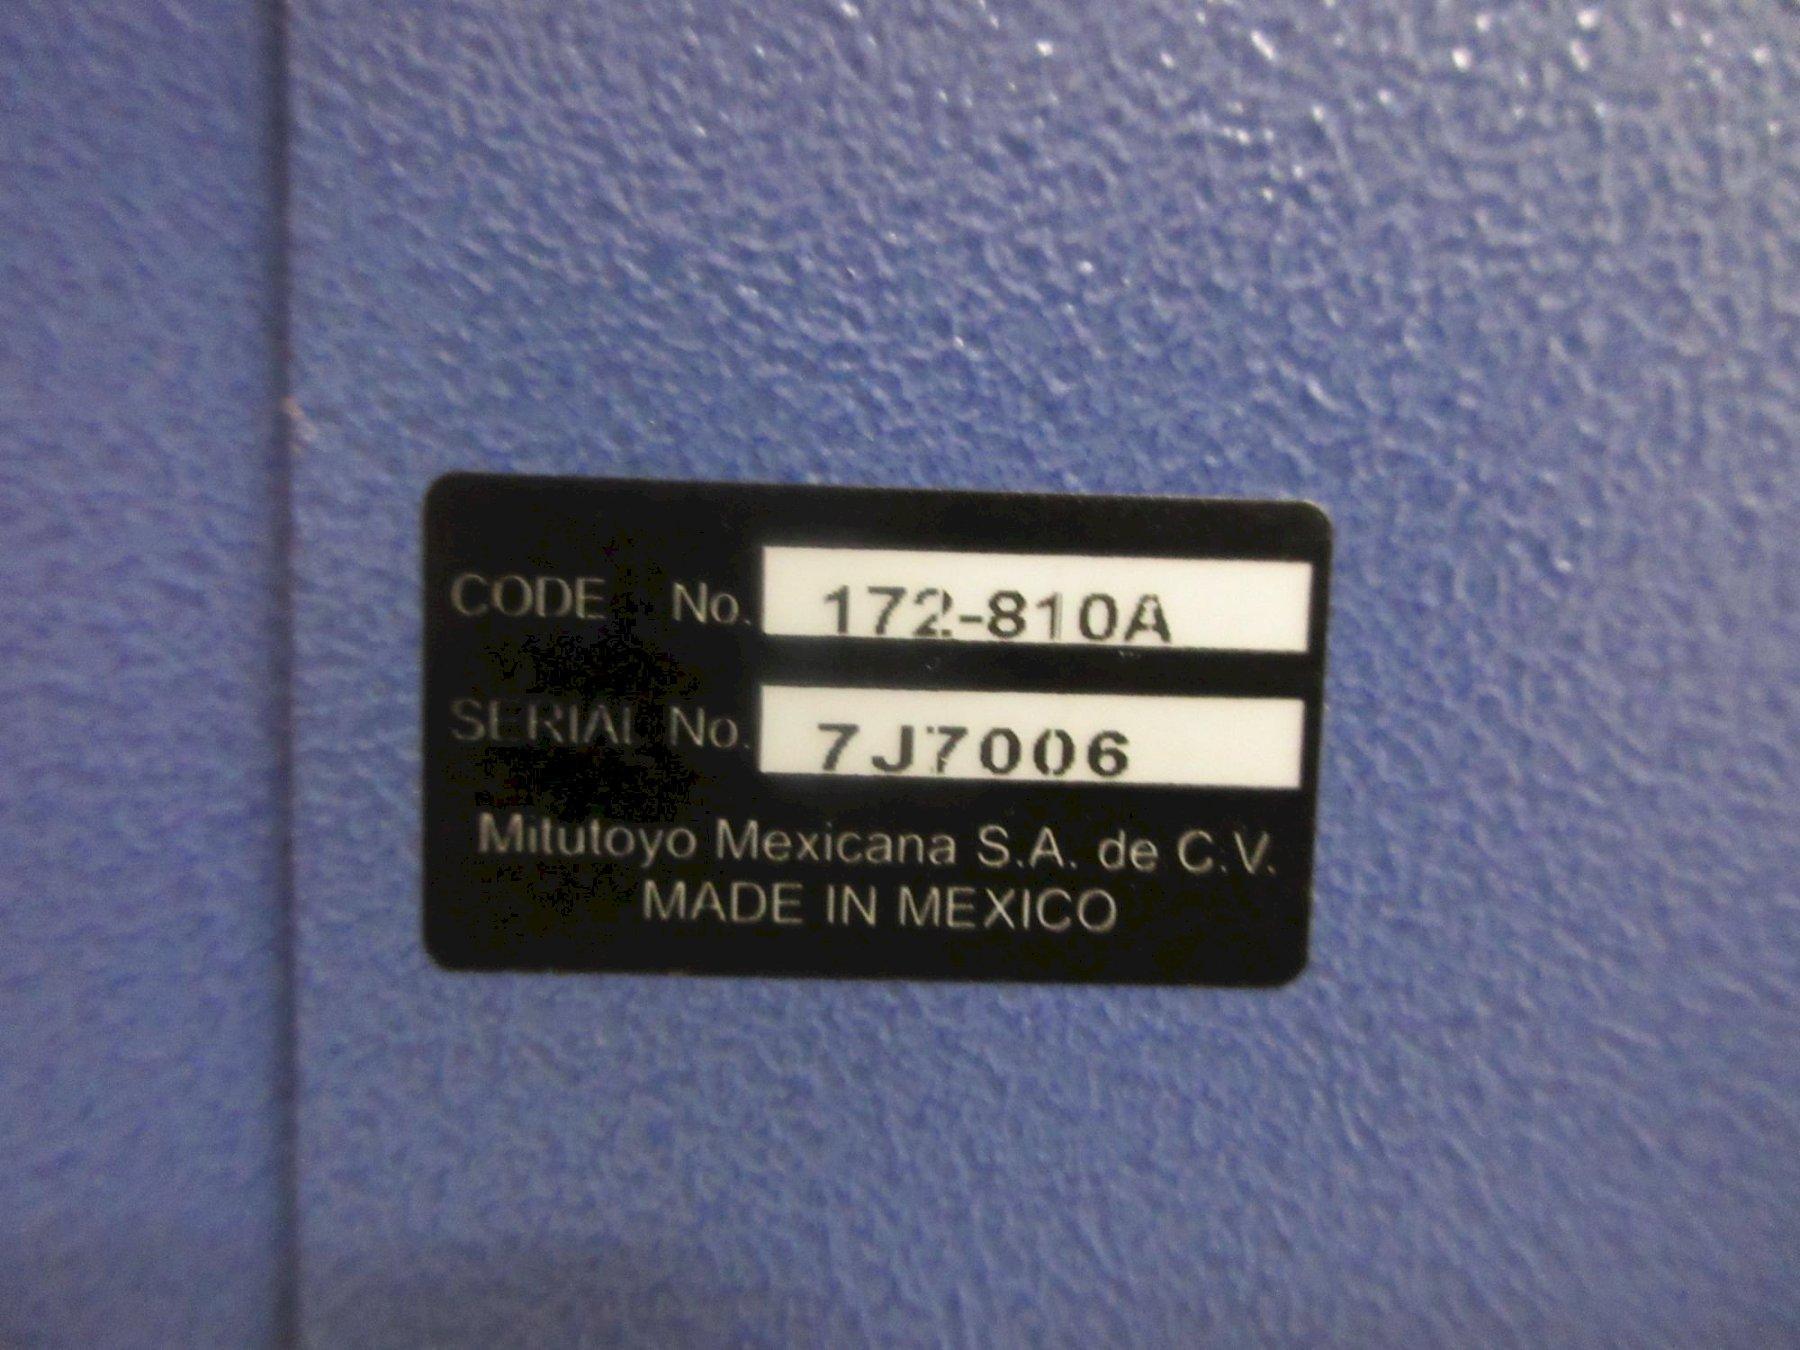 CODE No. 172-810A
SERIAL No. 7J7006
Mitutoyo Mexicana S.A. de C.V.
MADE IN MEXICO